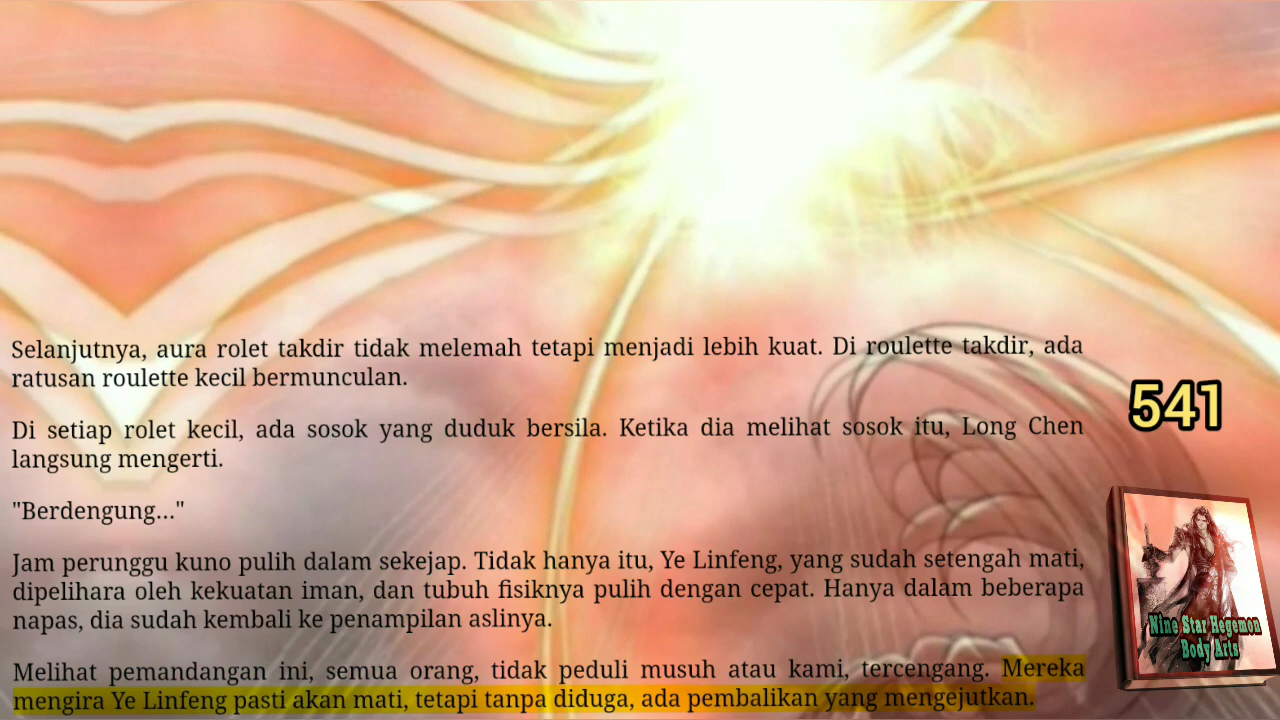 Selanjutnya, aura rolet takdir tidak melemah tetapi menjadi lebih kuat. Di roulette takdir, ada
ratusan roulette kecil bermunculan.
Di setiap rolet kecil, ada sosok yang duduk bersila. Ketika dia melihat sosok itu, Long Chen
langsung mengerti.
"Berdengung..."
Jam perunggu kuno pulih dalam sekejap. Tidak hanya itu, Ye Linfeng, yang sudah setengah mati,
dipelihara oleh kekuatan iman, dan tubuh fisiknya pulih dengan cepat. Hanya dalam beberapa
napas, dia sudah kembali ke penampilan aslinya.
Melihat pemandangan ini, semua orang, tidak peduli musuh atau kami, tercengang. Mereka
mengira Ye Linfeng pasti akan mati, tetapi tanpa diduga, ada pembalikan yang mengejutkan.
541
Nine Star Hegemon
Body Arts